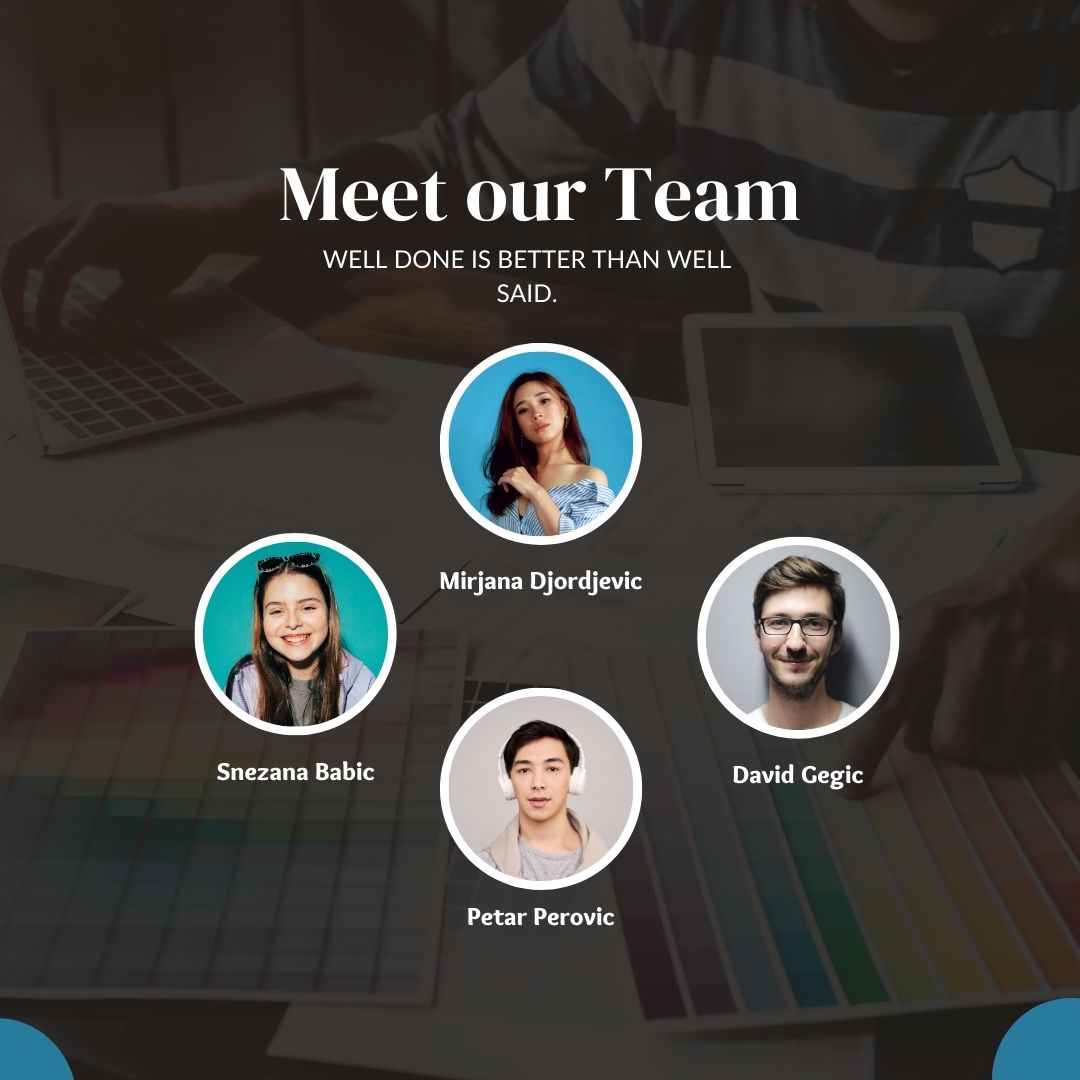 Meet our Team
WELL DONE IS BETTER THAN WELL
SAID.
Mirjana Djordjevic
Snezana Babic
David Gegic
Petar Perovic